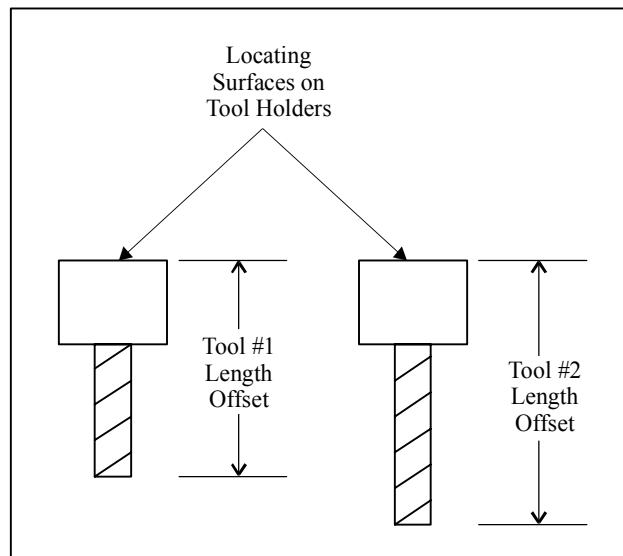 Locating
Surfaces on
Tool Holders
Tool #1
Length
Offset
Tool #2
Length
Offset